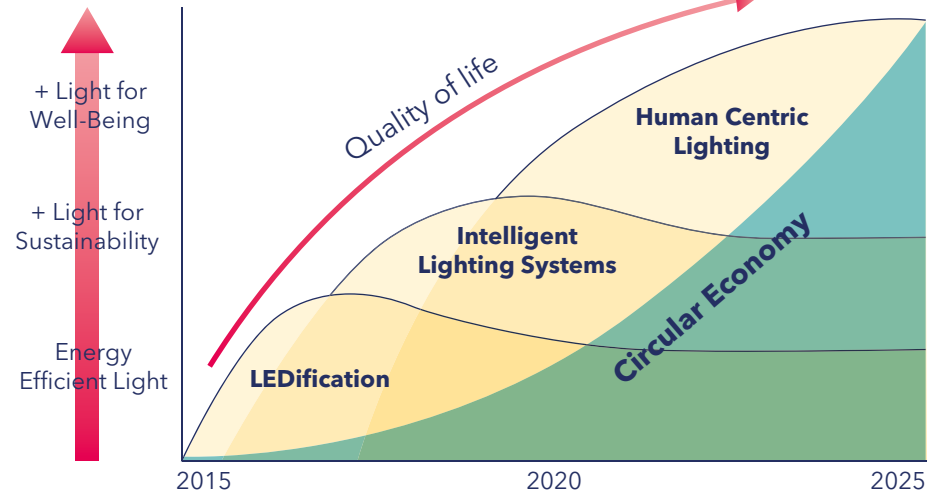 + Light for
Well-Being
+ Light for
Sustainability
Energy
Efficient Light
Quality of life
Human Centric
Lighting
Intelligent
Lighting Systems
LEDification
Circular Economy
2015
2020
2025